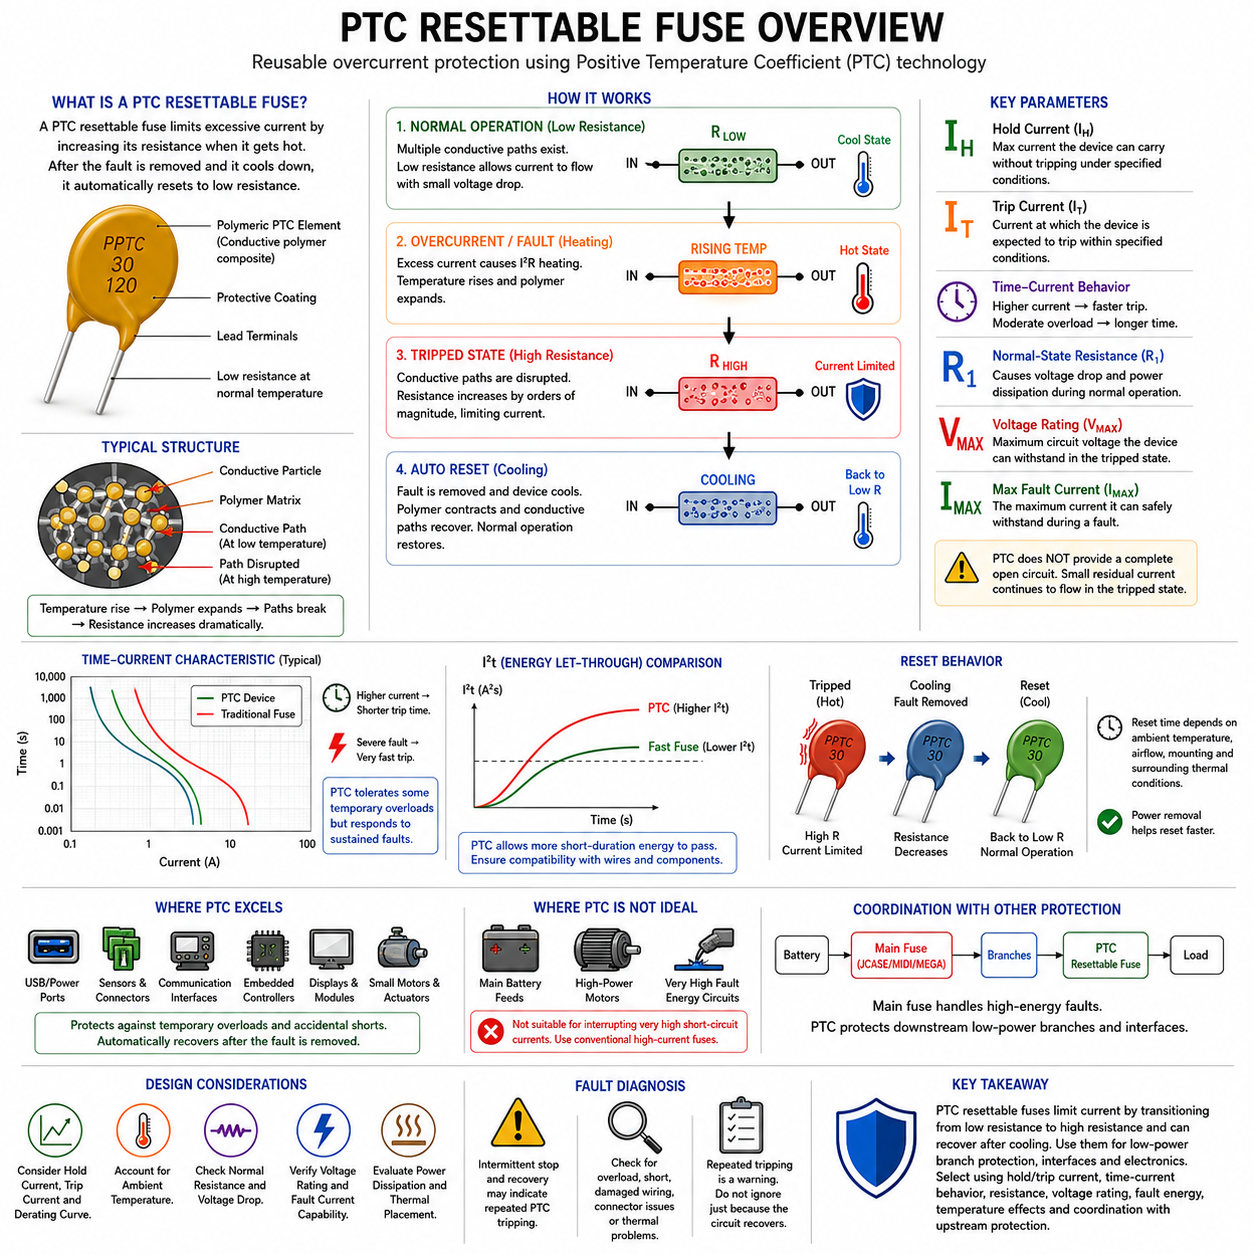 PTC RESETTABLE FUSE OVERVIEW
Reusable overcurrent protection using Positive Temperature Coefficient (PTC) technology
WHAT IS A PTC RESETTABLE FUSE?
A PTC resettable fuse limits excessive current by
increasing its resistance when it gets hot.
After the fault is removed and it cools down,
it automatically resets to low resistance.
PPTC
30
120
Polymeric PTC Element
(Conductive polymer
composite)
Protective Coating
Lead Terminals
Low resistance at
normal temperature
TYPICAL STRUCTURE
Conductive Particle
Polymer Matrix
Conductive Path
(At low temperature)
Path Disrupted
(At high temperature)
Temperature rise → Polymer expands → Paths break
→ Resistance increases dramatically.
HOW IT WORKS
1. NORMAL OPERATION (Low Resistance)
Multiple conductive paths exist.
Low resistance allows current to flow
with small voltage drop.
R LOW
IN
OUT
Cool State
2. OVERCURRENT / FAULT (Heating)
Excess current causes I²R heating.
Temperature rises and polymer
expands.
RISING TEMP
IN
OUT
Hot State
3. TRIPPED STATE (High Resistance)
Conductive paths are disrupted.
Resistance increases by orders of
magnitude, limiting current.
R HIGH
IN
OUT
Current Limited
4. AUTO RESET (Cooling)
Fault is removed and device cools.
Polymer contracts and conductive
paths recover. Normal operation
restores.
COOLING
IN
OUT
Back to
Low R
KEY PARAMETERS
IH
Hold Current (IH)
Max current the device can carry
without tripping under specified
conditions.
IT
Trip Current (IT)
Current at which the device is
expected to trip within specified
conditions.
Time–Current Behavior
Higher current → faster trip.
Moderate overload → longer time.
R1
Normal-State Resistance (R1)
Causes voltage drop and power
dissipation during normal operation.
VMAX
Voltage Rating (VMAX)
Maximum circuit voltage the device
can withstand in the tripped state.
IMAX
Max Fault Current (IMAX)
The maximum current it can safely
withstand during a fault.
PTC does NOT provide a complete
open circuit. Small residual current
continues to flow in the tripped state.
TIME–CURRENT CHARACTERISTIC (Typical)
Time (s)
10,000
1,000
100
10
1
0.1
0.01
0.001
0.1
1
10
100
Current (A)
PTC Device
Traditional Fuse
Higher current →
Shorter trip time.
Severe fault →
Very fast trip.
PTC tolerates some
temporary overloads
but responds to
sustained faults.
I²t (ENERGY LET–THROUGH) COMPARISON
I²t (A²s)
PTC (Higher I²t)
Fast Fuse (Lower I²t)
Time (s)
PTC allows more short-duration energy to pass.
Ensure compatibility with wires and components.
RESET BEHAVIOR
Tripped
(Hot)
PPTC
30
High R
Current Limited
Cooling
Fault Removed
PPTC
30
Resistance
Decreases
Reset
(Cool)
PPTC
30
Back to Low R
Normal Operation
Reset time depends on
ambient temperature,
airflow, mounting and
surrounding thermal
conditions.
Power removal
helps reset faster.
WHERE PTC EXCELS
USB/Power
Ports
Sensors &
Connectors
Communication
Interfaces
Embedded
Controllers
Displays &
Modules
Small Motors &
Actuators
Protects against temporary overloads and accidental shorts.
Automatically recovers after the fault is removed.
WHERE PTC IS NOT IDEAL
Main Battery
Feeds
High-Power
Motors
Very High Fault
Energy Circuits
Not suitable for interrupting very high short-circuit
currents. Use conventional high-current fuses.
COORDINATION WITH OTHER PROTECTION
Battery
Main Fuse
(JCASE/MIDI/MEGA)
Branches
PTC
Resettable Fuse
Load
Main fuse handles high-energy faults.
PTC protects downstream low-power branches and interfaces.
DESIGN CONSIDERATIONS
Consider Hold
Current, Trip
Current and
Derating Curve.
Account for
Ambient
Temperature.
Check Normal
Resistance and
Voltage Drop.
Verify Voltage
Rating and
Fault Current
Capability.
Evaluate Power
Dissipation and
Thermal
Placement.
FAULT DIAGNOSIS
Intermittent stop
and recovery
may indicate
repeated PTC
tripping.
Check for
overload, short,
damaged wiring,
connector issues
or thermal
problems.
Repeated tripping
is a warning.
Do not ignore
just because the
circuit recovers.
KEY TAKEAWAY
PTC resettable fuses limit current by transitioning
from low resistance to high resistance and can
recover after cooling. Use them for low-power
branch protection, interfaces and electronics.
Select using hold/trip current, time-current
behavior, resistance, voltage rating, fault energy,
temperature effects and coordination with
upstream protection.